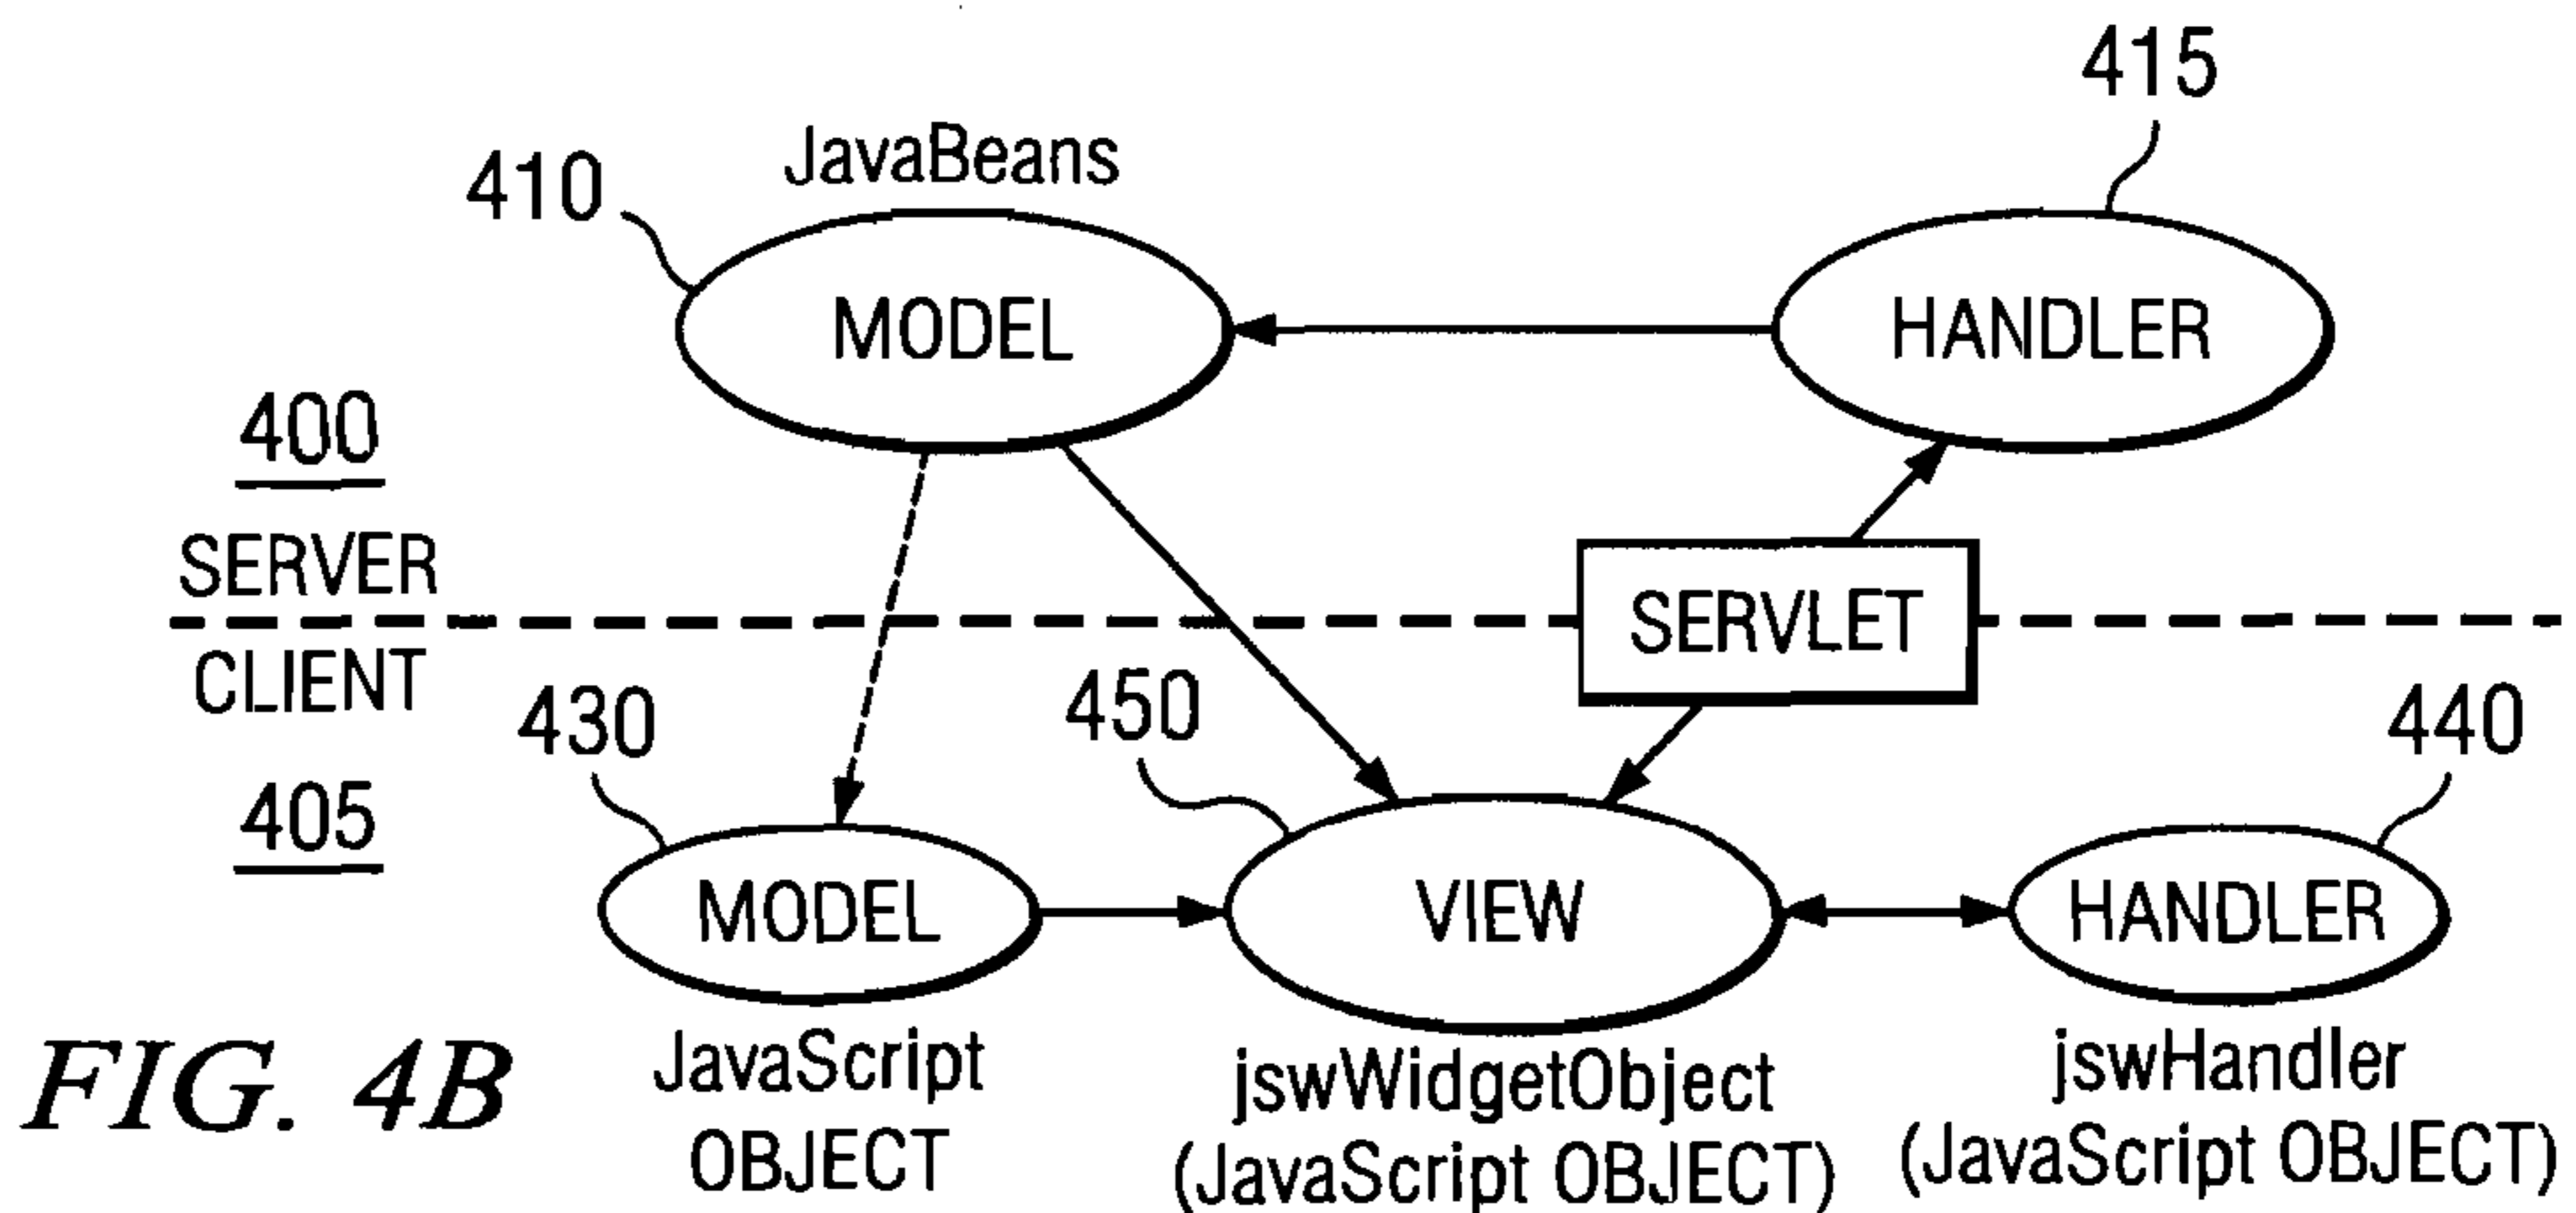 415
JavaBeans
410
MODEL
HANDLER
400
SERVER
SERVLET
CLIENT
430
450
440
405
MODEL
VIEW
HANDLER
JavaScript
OBJECT
jswWidgetObject
(JavaScript OBJECT)
jswHandler
(JavaScript OBJECT)
FIG. 4B